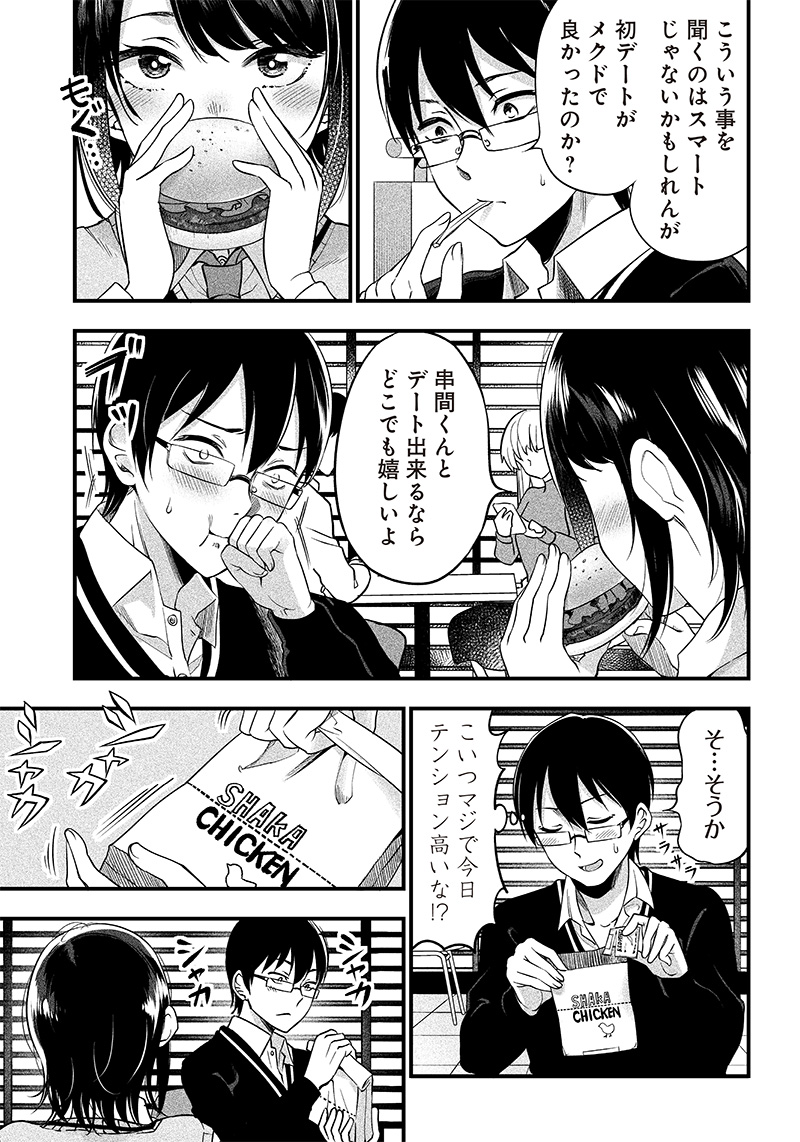 こういう事を
聞くのはスマート
じゃないかもしれんが
初デートが
メクドで
良かったのか?
もぐ…
串間くんと
デート出来るなら
どこでも嬉しいよ
ブブ
そ…そうか
こいつマジで今日
テンション高いな!?
サラサラ
SHAKA
CHICKEN
シャカ
シャカ
SHAKA
CHICKEN
シャカ
シャカ